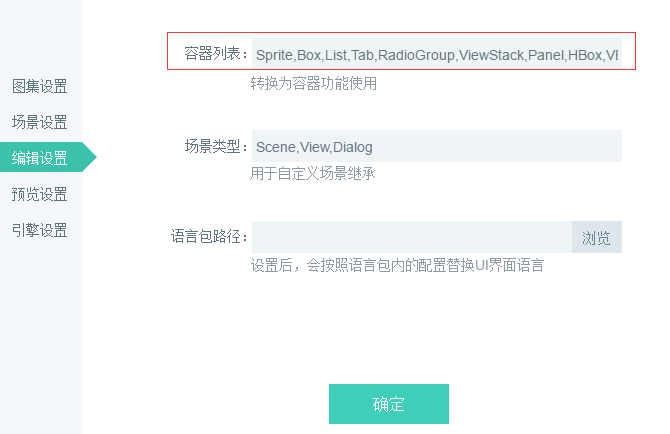 图集设置
场景设置
编辑设置
预览设置
引擎设置
容器列表： Sprite,Box,List,Tab,RadioGroup,ViewStack,Panel,HBox,
转换为容器功能使用
场景类型： Scene,View,Dialog
用于自定义场景继承
语言包路径： 浏览
设置后，会按照语言包内的配置替换UI界面语言
确定